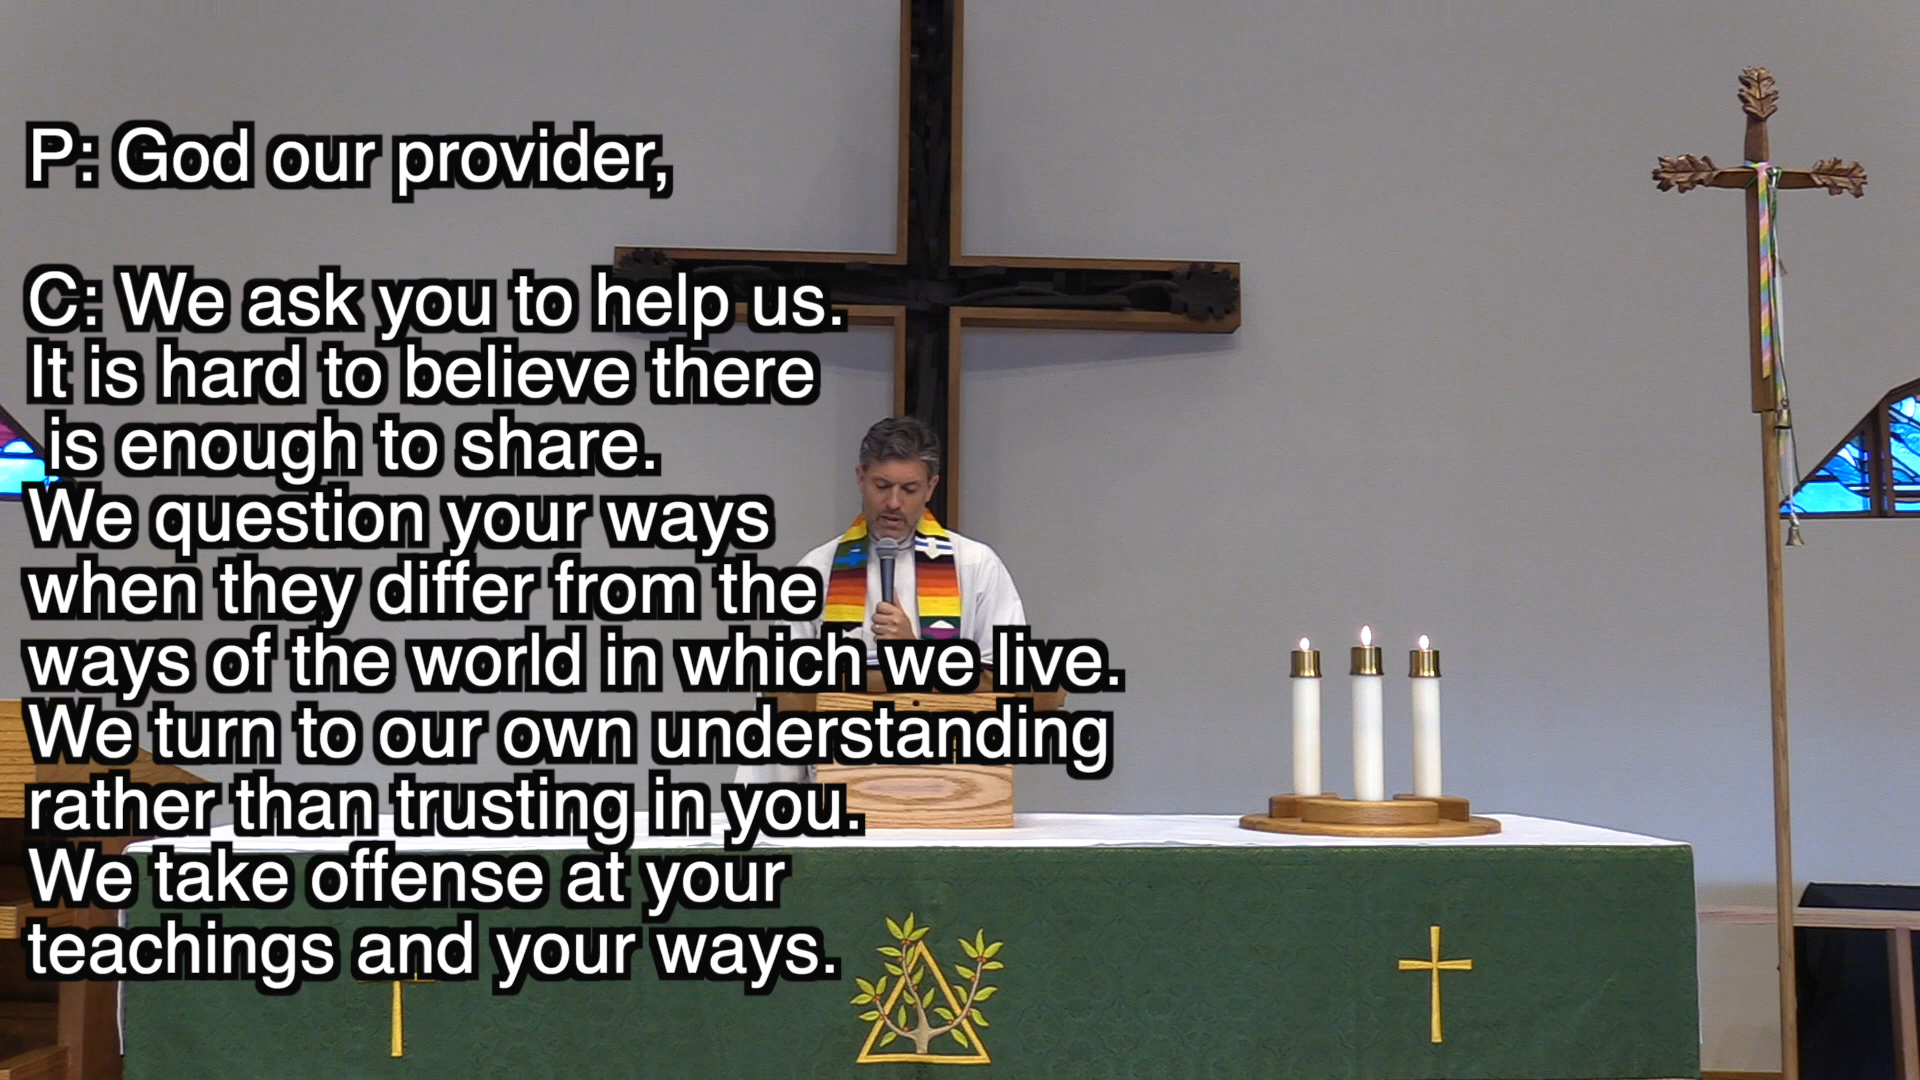 P: God our provider,
C: We ask you to help us.
It is hard to believe there
is enough to share.
We question your ways
when they differ from the
ways of the world in which we live.
We turn to our own understanding
rather than trusting in you.
We take offense at your
teachings and your ways.